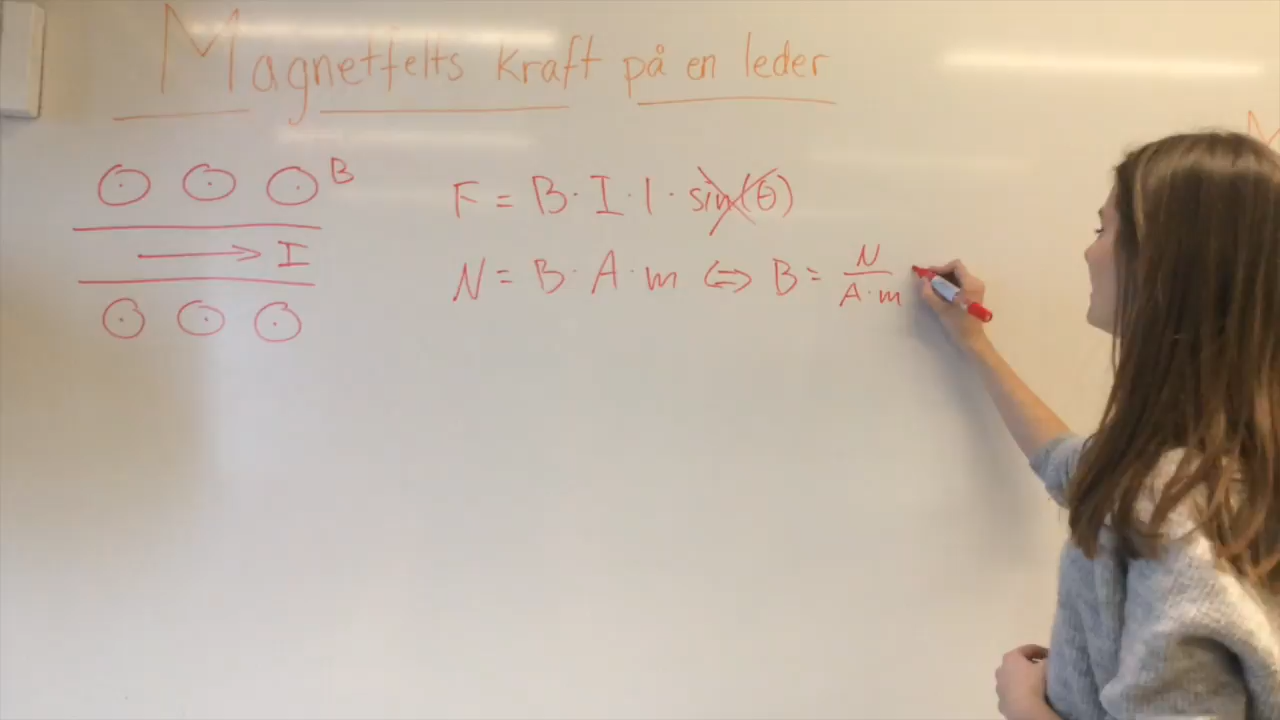 Magnetfelts kraft på en leder
B
I
F = B · I · l · sin(θ)
N = B · A · m ⇔ B = N / A · m